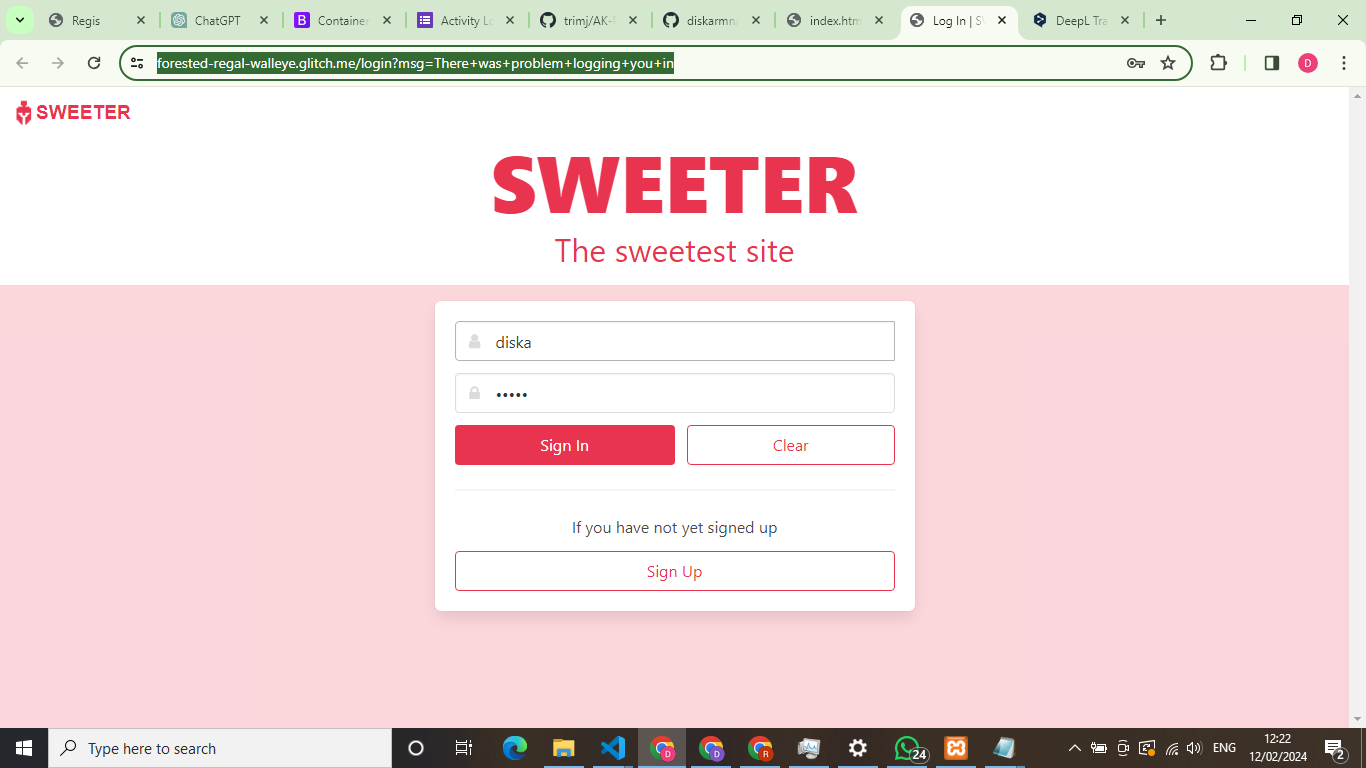 Regis
ChatGPT
Container
Activity Lo
trimj/AK-
diskarmn/
index.htm
Log In | S
DeepL Tra
forested-regal-walleye.glitch.me/login?msg=There+was+problem+logging+you+in
D
SWEETER
SWEETER
The sweetest site
diska
•••••
Sign In
Clear
If you have not yet signed up
Sign Up
Type here to search
D
D
R
24
ENG
12:22
12/02/2024
2